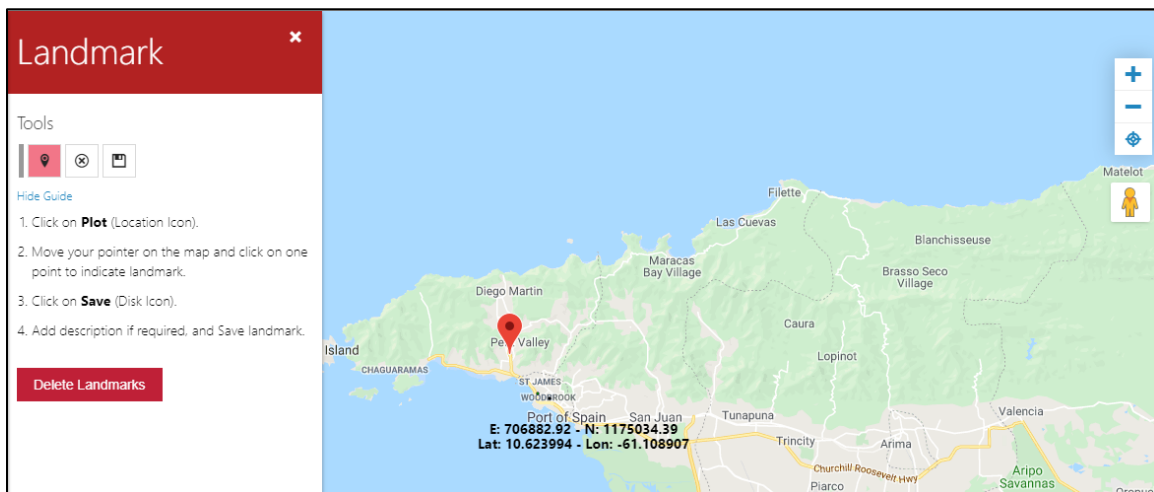 Landmark
Tools
Hide Guide
1. Click on Plot (Location Icon).
2. Move your pointer on the map and click on one
point to indicate landmark.
3. Click on Save (Disk Icon).
4. Add description if required, and Save landmark.
Delete Landmarks
Matelot
Filette
Las Cuevas
Blanchisseuse
Maracas
Bay Village
Brasso Seco
Village
Diego Martin
Caura
Valley
Island
Lopinot
CHAGUARAMAS
ST JAMES
WOODBROOK
Port of Spain
San Juan
Tunapuna
Valencia
E: 706882.92 - N: 1175034.39
Lat: 10.623994 - Lon: -61.108907
Trincity
Arima
Churchill Roosevelt Hwy
Piarco
Aripo
Savannas